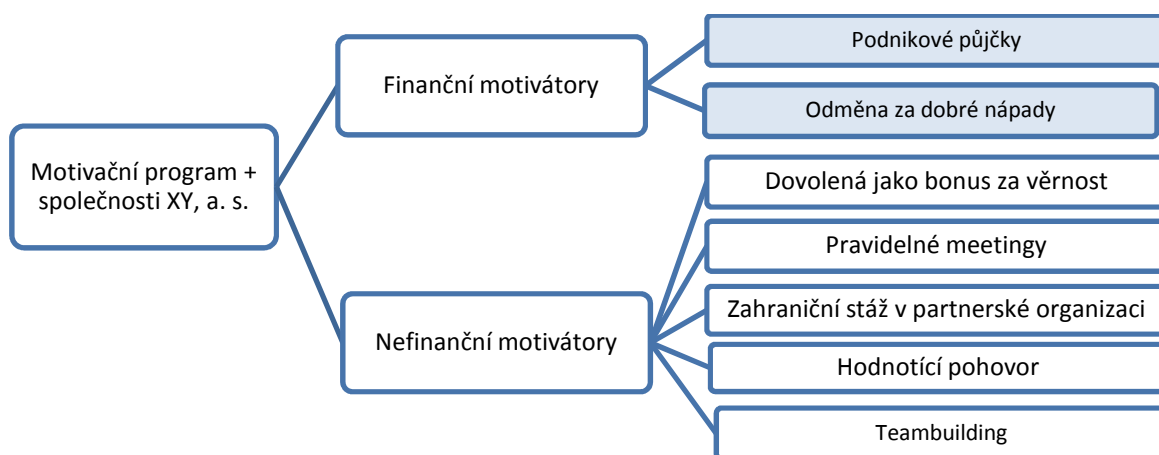 Motivační program +
společnosti XY, a. s.
Finanční motivátory
Podnikové půjčky
Odměna za dobré nápady
Nefinanční motivátory
Dovolená jako bonus za věrnost
Pravidelné meetingy
Zahraniční stáž v partnerské organizaci
Hodnotící pohovor
Teambuilding